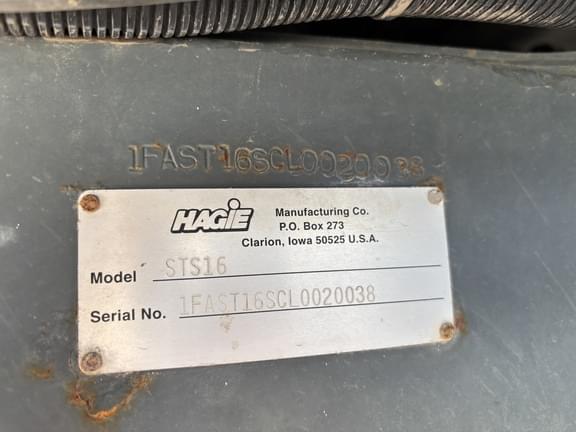 1FAST16SCL0020038
HAGIE Manufacturing Co.
P.O. Box 273
Clarion, Iowa 50525 U.S.A.
Model STS16
Serial No. 1FAST16SCL0020038